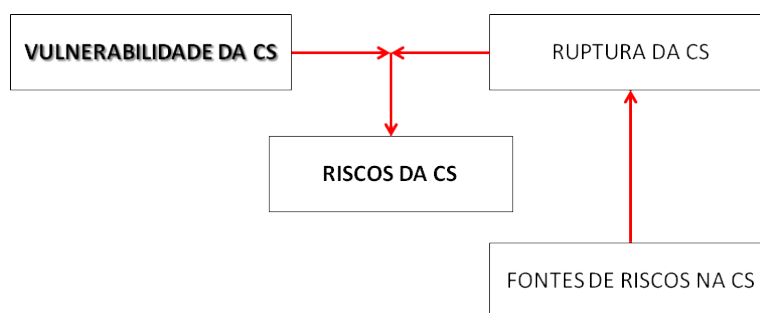 VULNERABILIDADE DA CS
RUPTURA DA CS
RISCOS DA CS
FONTES DE RISCOS NA CS